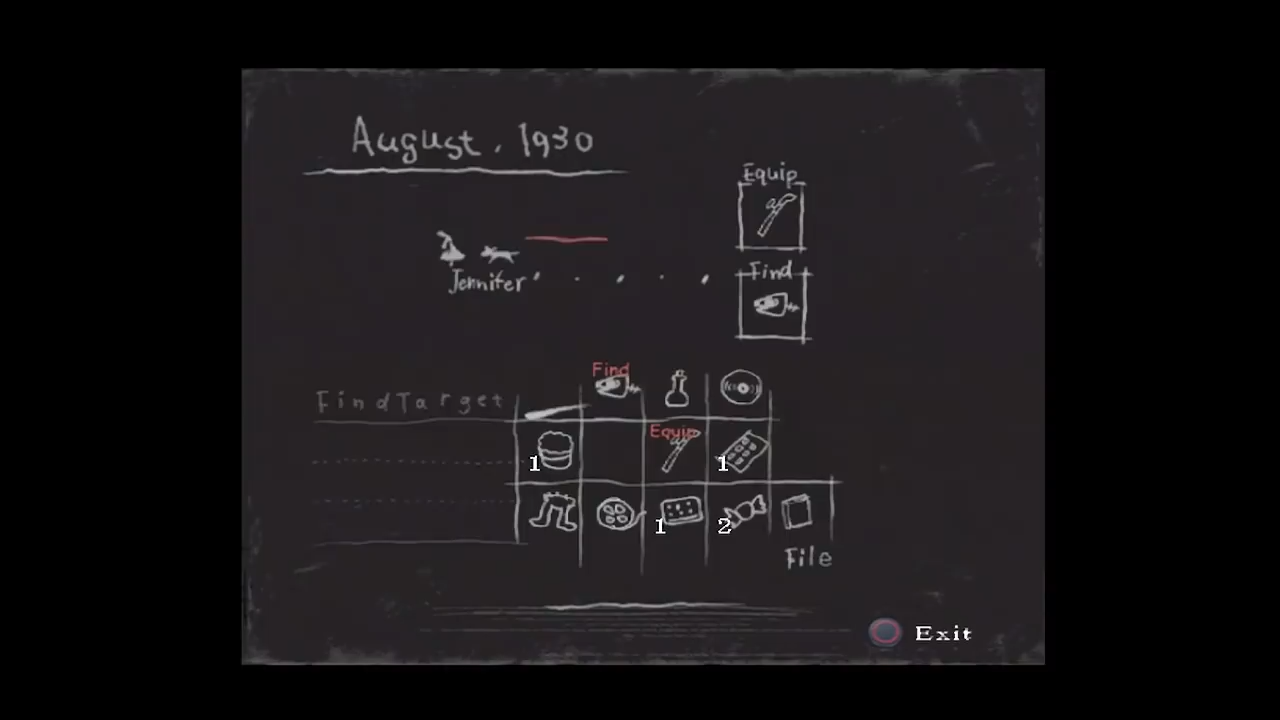 August, 1930
Equip
Jennifer
Find
Find
FindTarget
Equip
1
1
1
2
File
Exit